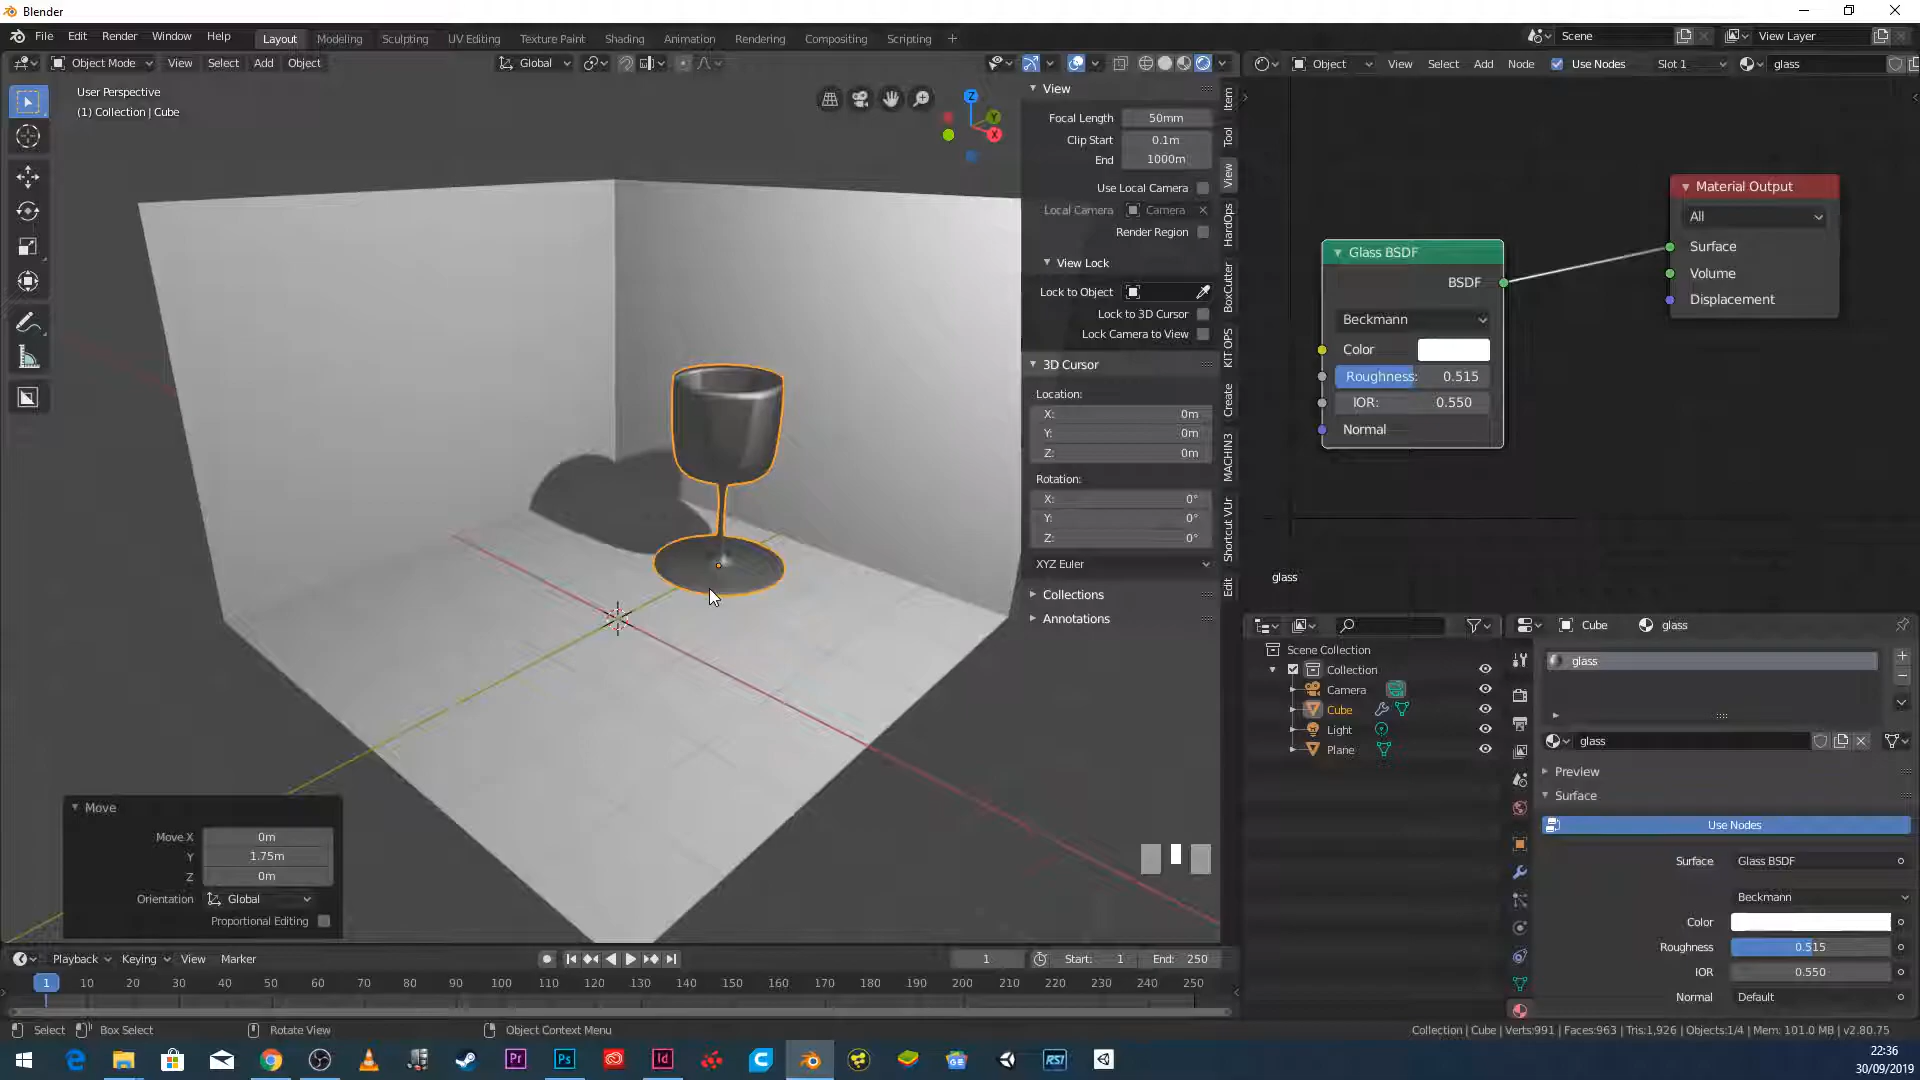 Blender
File Edit Render Window Help
Layout Modeling Sculpting UV Editing Texture Paint Shading Animation Rendering Compositing Scripting +
Scene View Layer
Object Mode View Select Add Object Global
Object View Select Add Node Use Nodes Slot 1 glass
User Perspective
(1) Collection | Cube
Z
Y
X
View
Focal Length 50mm
Clip Start 0.1m
End 1000m
Use Local Camera
Local Camera Camera
Render Region
View Lock
Lock to Object
Lock to 3D Cursor
Lock Camera to View
3D Cursor
Location:
X: 0m
Y: 0m
Z: 0m
Rotation:
X: 0°
Y: 0°
Z: 0°
XYZ Euler
Collections
Annotations
Item
Tool
View
HardOps
BoxCutter
KIT OPS
Create
MACHIN3
Shortcut VUr
Edit
Glass BSDF
BSDF
Beckmann
Color
Roughness: 0.515
IOR: 0.550
Normal
Material Output
All
Surface
Volume
Displacement
glass
Scene Collection
Collection
Camera
Cube
Light
Plane
Cube glass
glass
glass
Preview
Surface
Use Nodes
Surface Glass BSDF
Beckmann
Color
Roughness 0.515
IOR 0.550
Normal Default
Move
Move X 0m
Y 1.75m
Z 0m
Orientation Global
Proportional Editing
Playback Keying View Marker 1 Start: 1 End: 250
1 10 20 30 40 50 60 70 80 90 100 110 120 130 140 150 160 170 180 190 200 210 220 230 240 250
Select Box Select Rotate View Object Context Menu
Collection | Cube | Verts:991 | Faces:963 | Tris:1,926 | Objects:1/4 | Mem: 101.0 MB | v2.80.75
Pr Ps Id GE RSI
22:36
30/09/2019